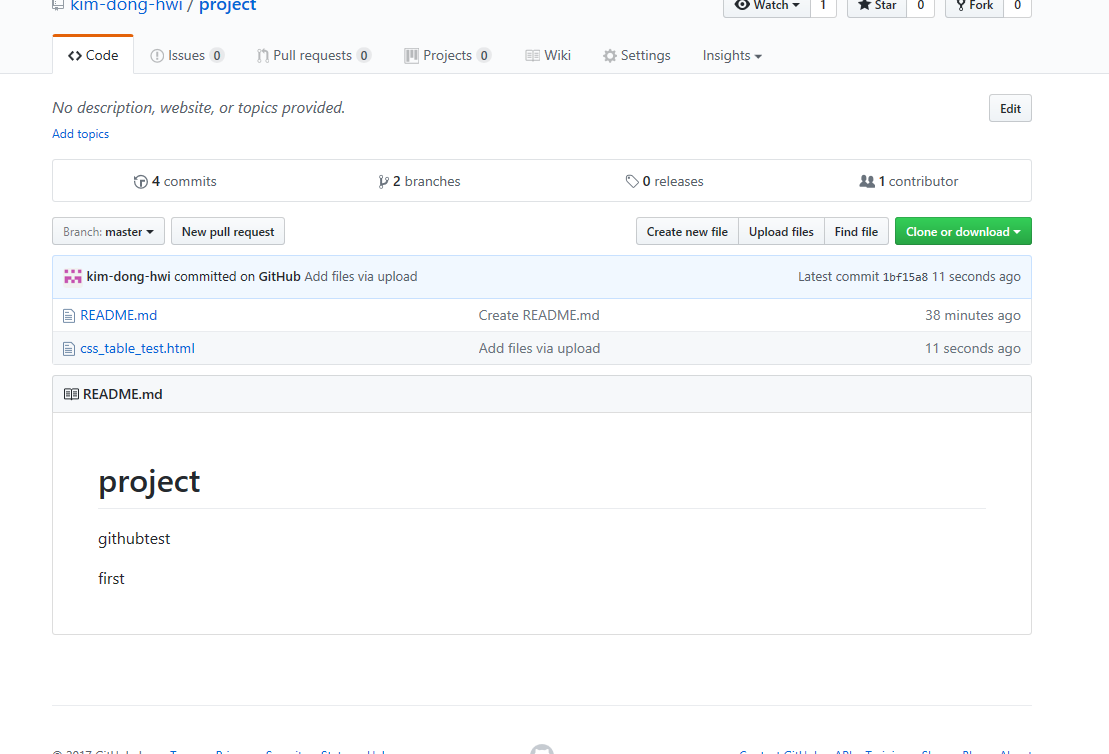 kim-dong-hwi / project
Watch 1 Star 0 Fork 0
Code Issues 0 Pull requests 0 Projects 0 Wiki Settings Insights
No description, website, or topics provided.
Edit
Add topics
4 commits 2 branches 0 releases 1 contributor
Branch: master New pull request Create new file Upload files Find file Clone or download
kim-dong-hwi committed on GitHub Add files via upload Latest commit 1bf15a8 11 seconds ago
README.md Create README.md 38 minutes ago
css_table_test.html Add files via upload 11 seconds ago
README.md
project
githubtest
first